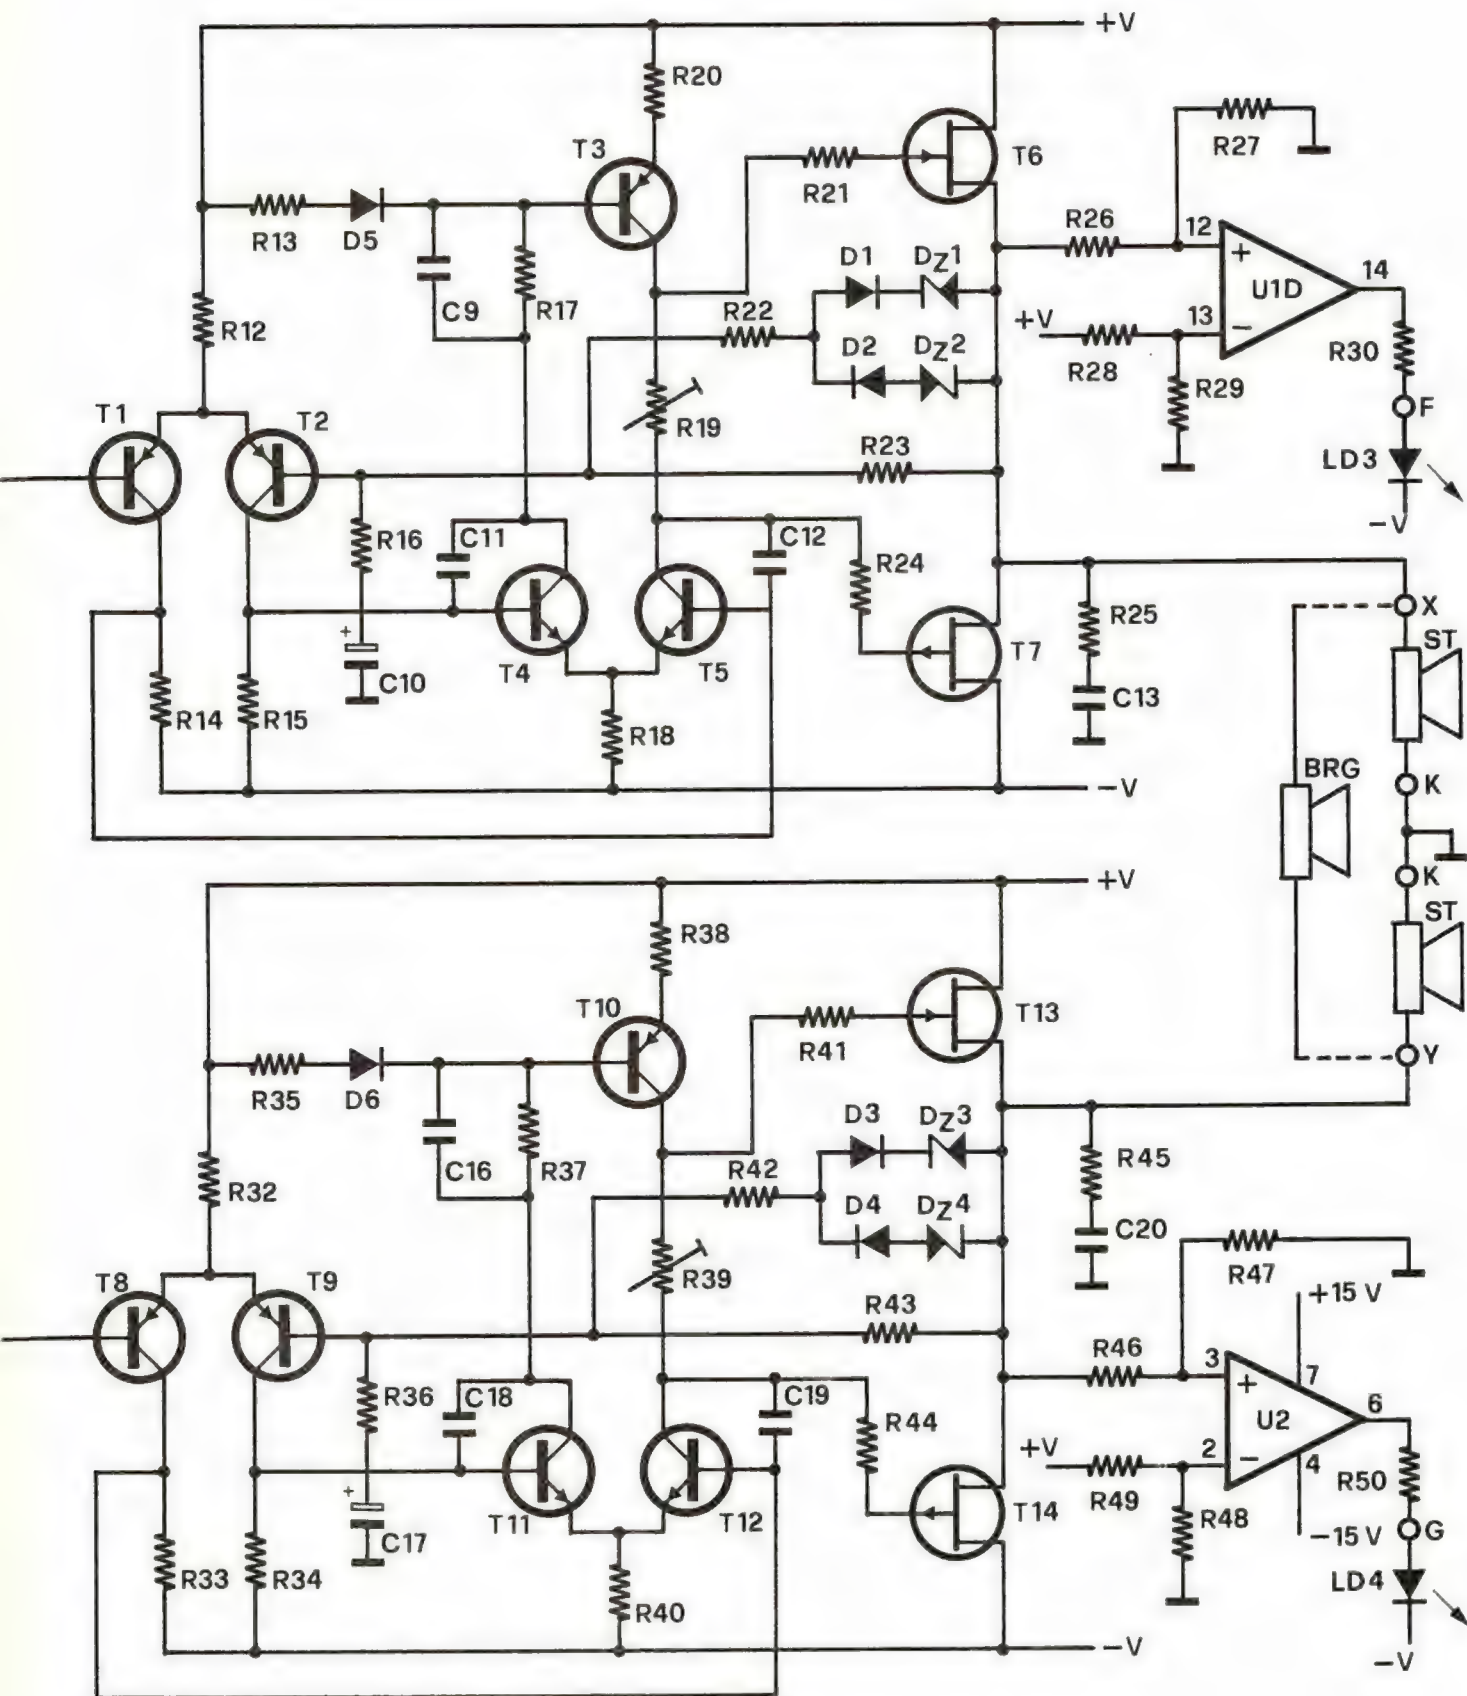 +V
R20
T3
T6
R27
R21
R13
D5
R26
12
+
14
D1
DZ1
U1D
C9
R17
R22
+V
13
−
R12
D2
DZ2
R28
R30
R29
F
T1
T2
R19
R23
LD3
−V
R16
C11
C12
R24
X
R25
T7
ST
+
T4
T5
C10
C13
R14
R15
R18
BRG
K
−V
K
+V
ST
R38
T10
T13
Y
R41
R35
D6
D3
DZ3
R45
C16
R37
R42
R32
D4
DZ4
C20
R47
T8
T9
R39
+15 V
R43
R46
3
+
7
R36
C18
C19
R44
U2
6
+V
2
−
4
R50
+
R49
T11
T12
T14
R48
−15 V
G
C17
R33
R34
LD4
R40
−V
−V